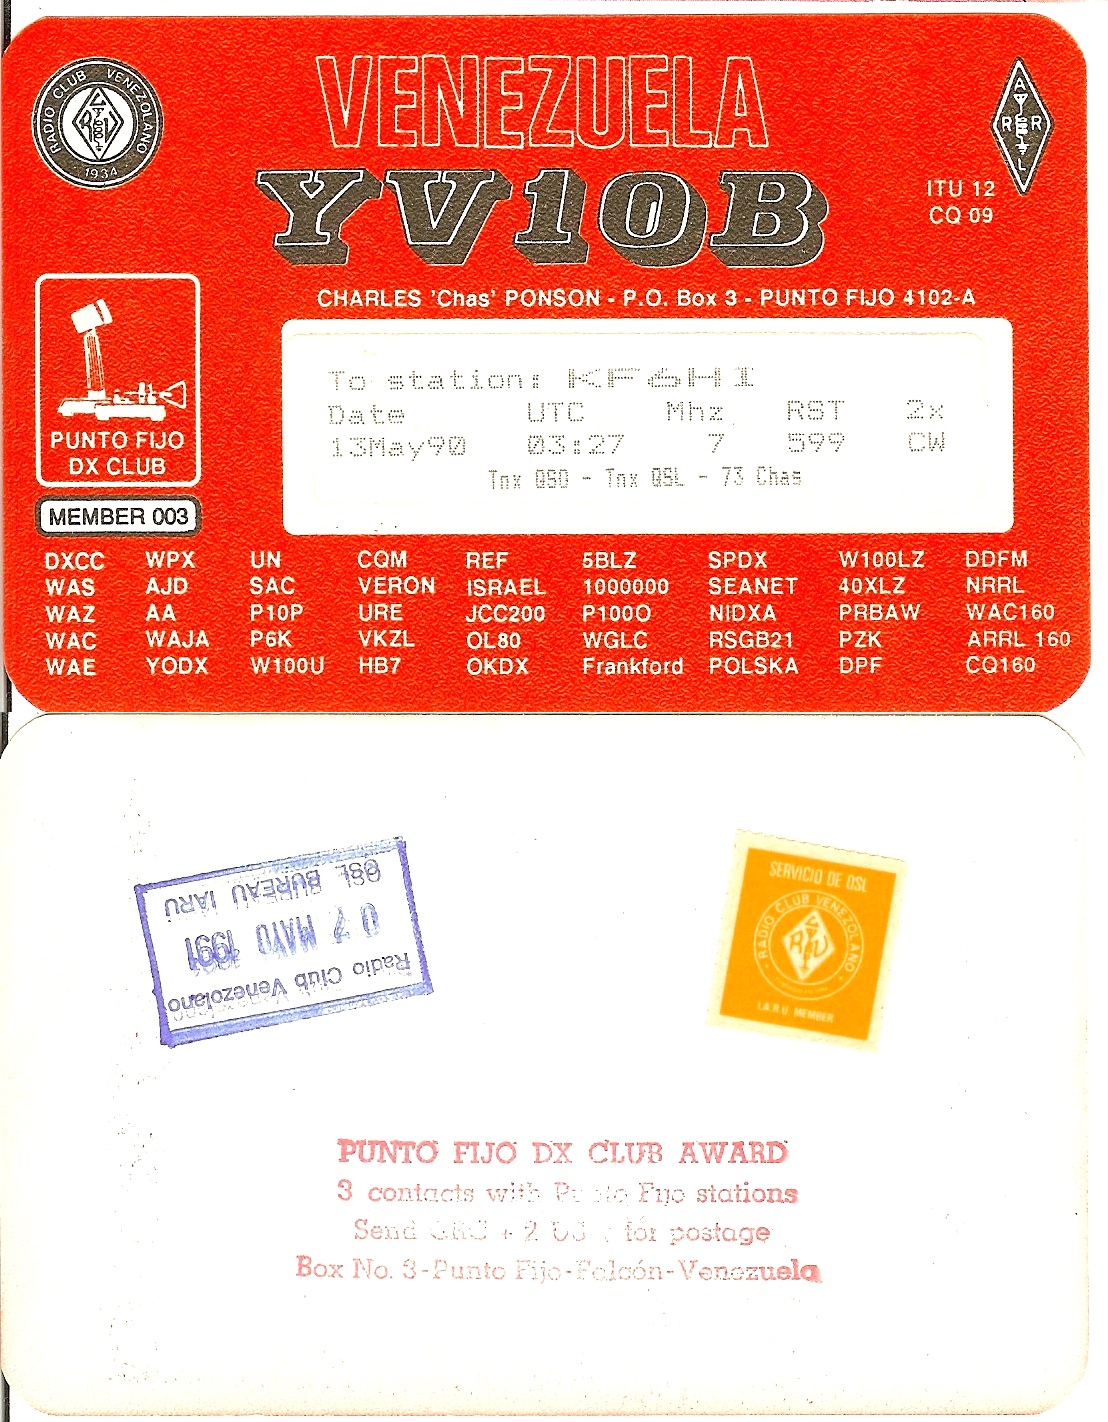 RADIO CLUB VENEZOLANO
1934
VENEZUELA
A
R R
L
YV1OB
ITU 12
CQ 09
CHARLES 'Chas' PONSON - P.O. Box 3 - PUNTO FIJO 4102-A
PUNTO FIJO
DX CLUB
MEMBER 003
To station: KF6HI
Date UTC Mhz RST 2x
13May90 03:27 7 599 CW
Tnx QSO - Tnx QSL - 73 Chas
DXCC WPX UN CQM REF 5BLZ SPDX W100LZ DDFM
WAS AJD SAC VERON ISRAEL 1000000 SEANET 40XLZ NRRL
WAZ AA P10P URE JCC200 P100O NIDXA PRBAW WAC160
WAC WAJA P6K VKZL OL80 WGLC RSGB21 PZK ARRL 160
WAE YODX W100U HB7 OKDX Frankford POLSKA DPF CQ160
Radio Club Venezolano
07 MAYO 1991
QSL BUREAU IARU
SERVICIO DE QSL
RADIO CLUB VENEZOLANO
I.A.R.U. MEMBER
PUNTO FIJO DX CLUB AWARD
3 contacts with Punto Fijo stations
Send + 2 for postage
Box No. 3-Punto Fijo-Falcón-Venezuela